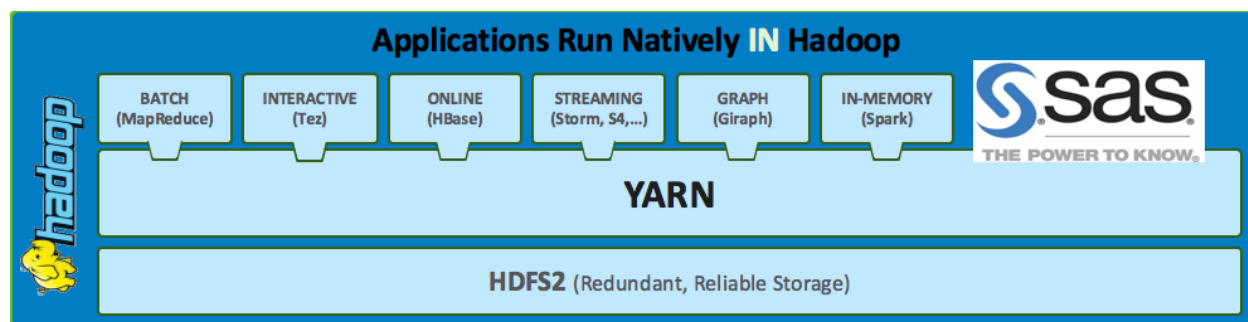 Applications Run Natively IN Hadoop
hadoop
BATCH
(MapReduce)
INTERACTIVE
(Tez)
ONLINE
(HBase)
STREAMING
(Storm, S4,...)
GRAPH
(Giraph)
IN-MEMORY
(Spark)
sas®
THE POWER TO KNOW®
YARN
HDFS2 (Redundant, Reliable Storage)